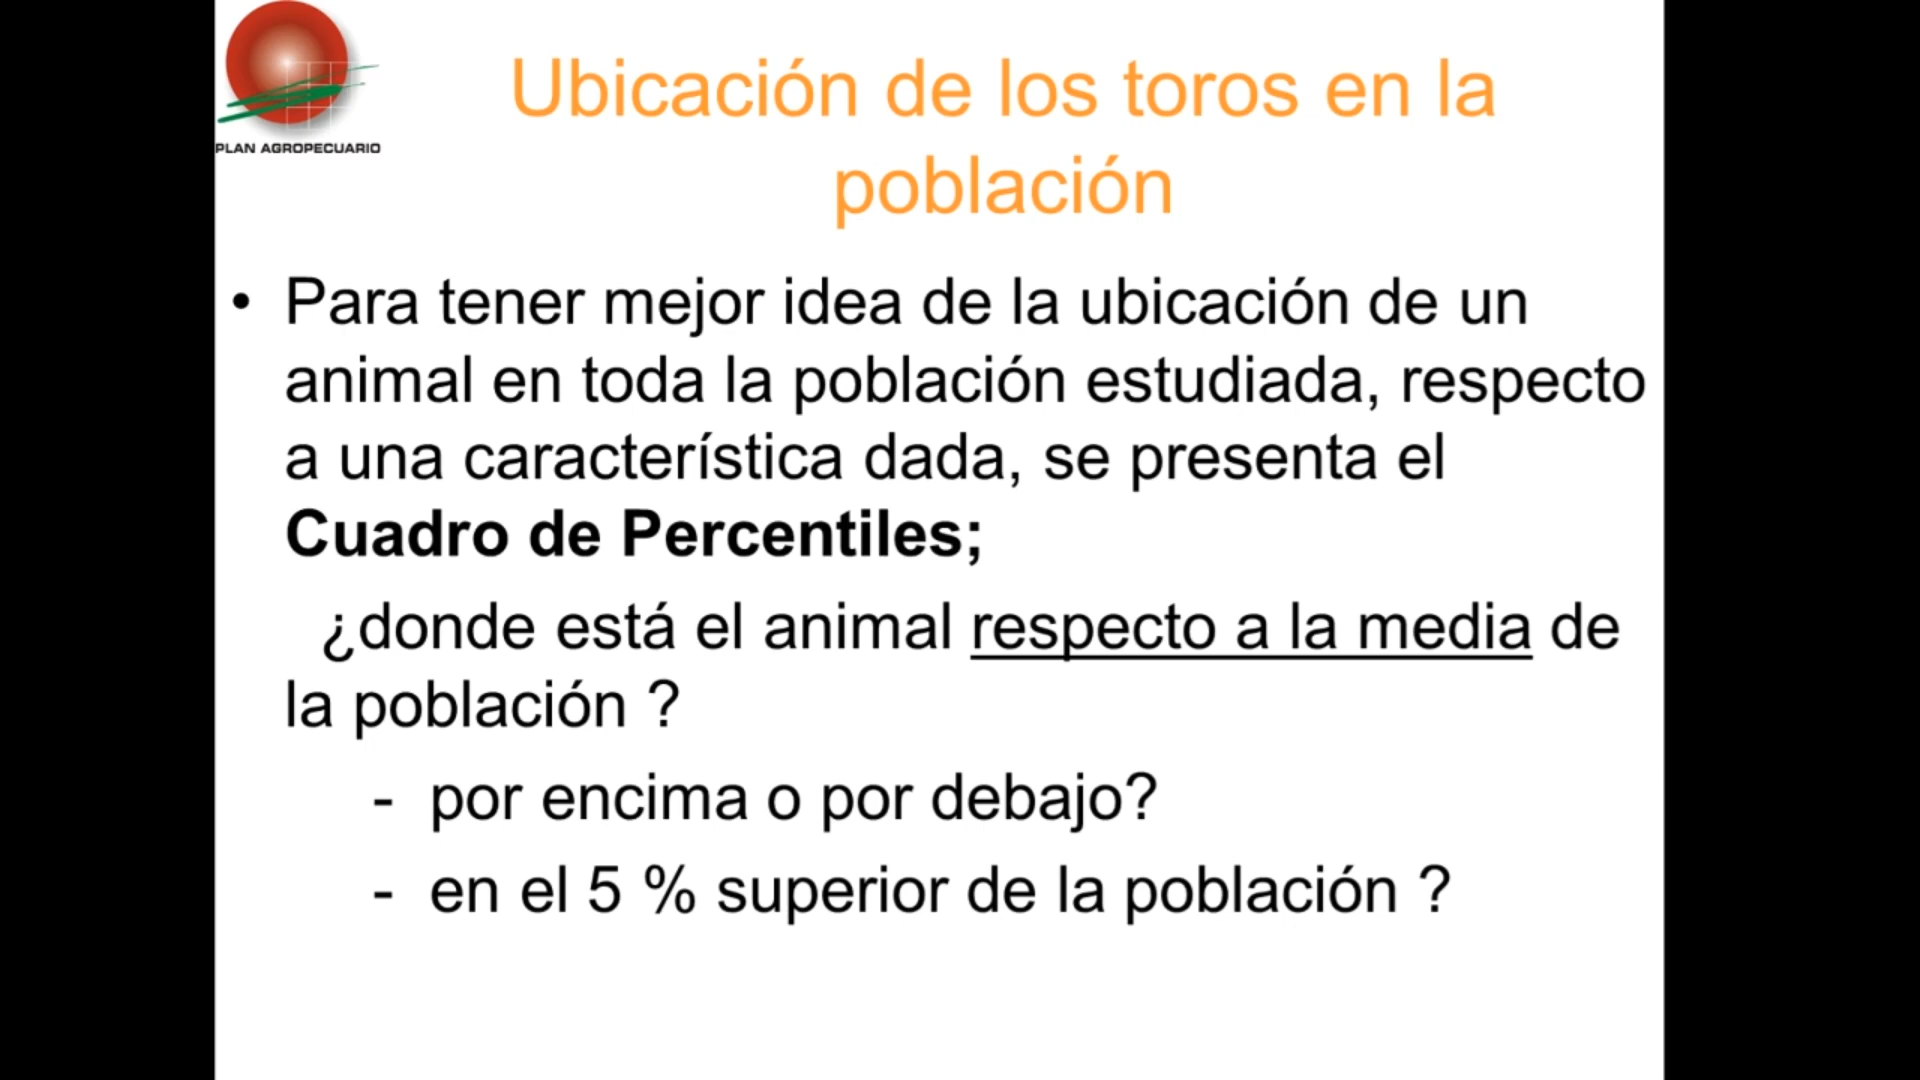 PLAN AGROPECUARIO
Ubicación de los toros en la
población
• Para tener mejor idea de la ubicación de un
animal en toda la población estudiada, respecto
a una característica dada, se presenta el
Cuadro de Percentiles;
¿donde está el animal respecto a la media de
la población ?
- por encima o por debajo?
- en el 5 % superior de la población ?